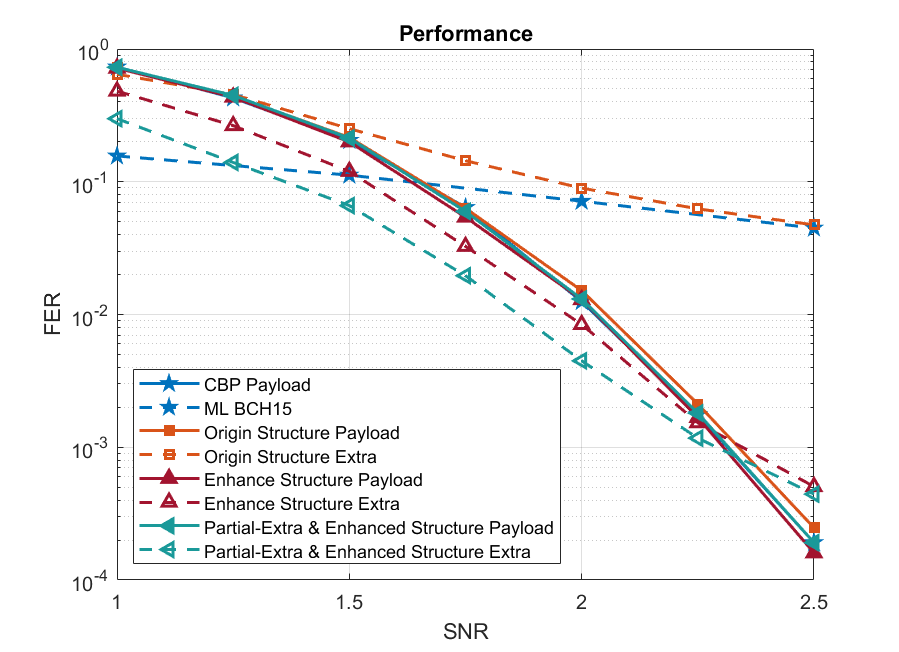 Performance
10^0
10^-1
10^-2
10^-3
10^-4
FER
CBP Payload
ML BCH15
Origin Structure Payload
Origin Structure Extra
Enhance Structure Payload
Enhance Structure Extra
Partial-Extra & Enhanced Structure Payload
Partial-Extra & Enhanced Structure Extra
1 1.5 2 2.5
SNR